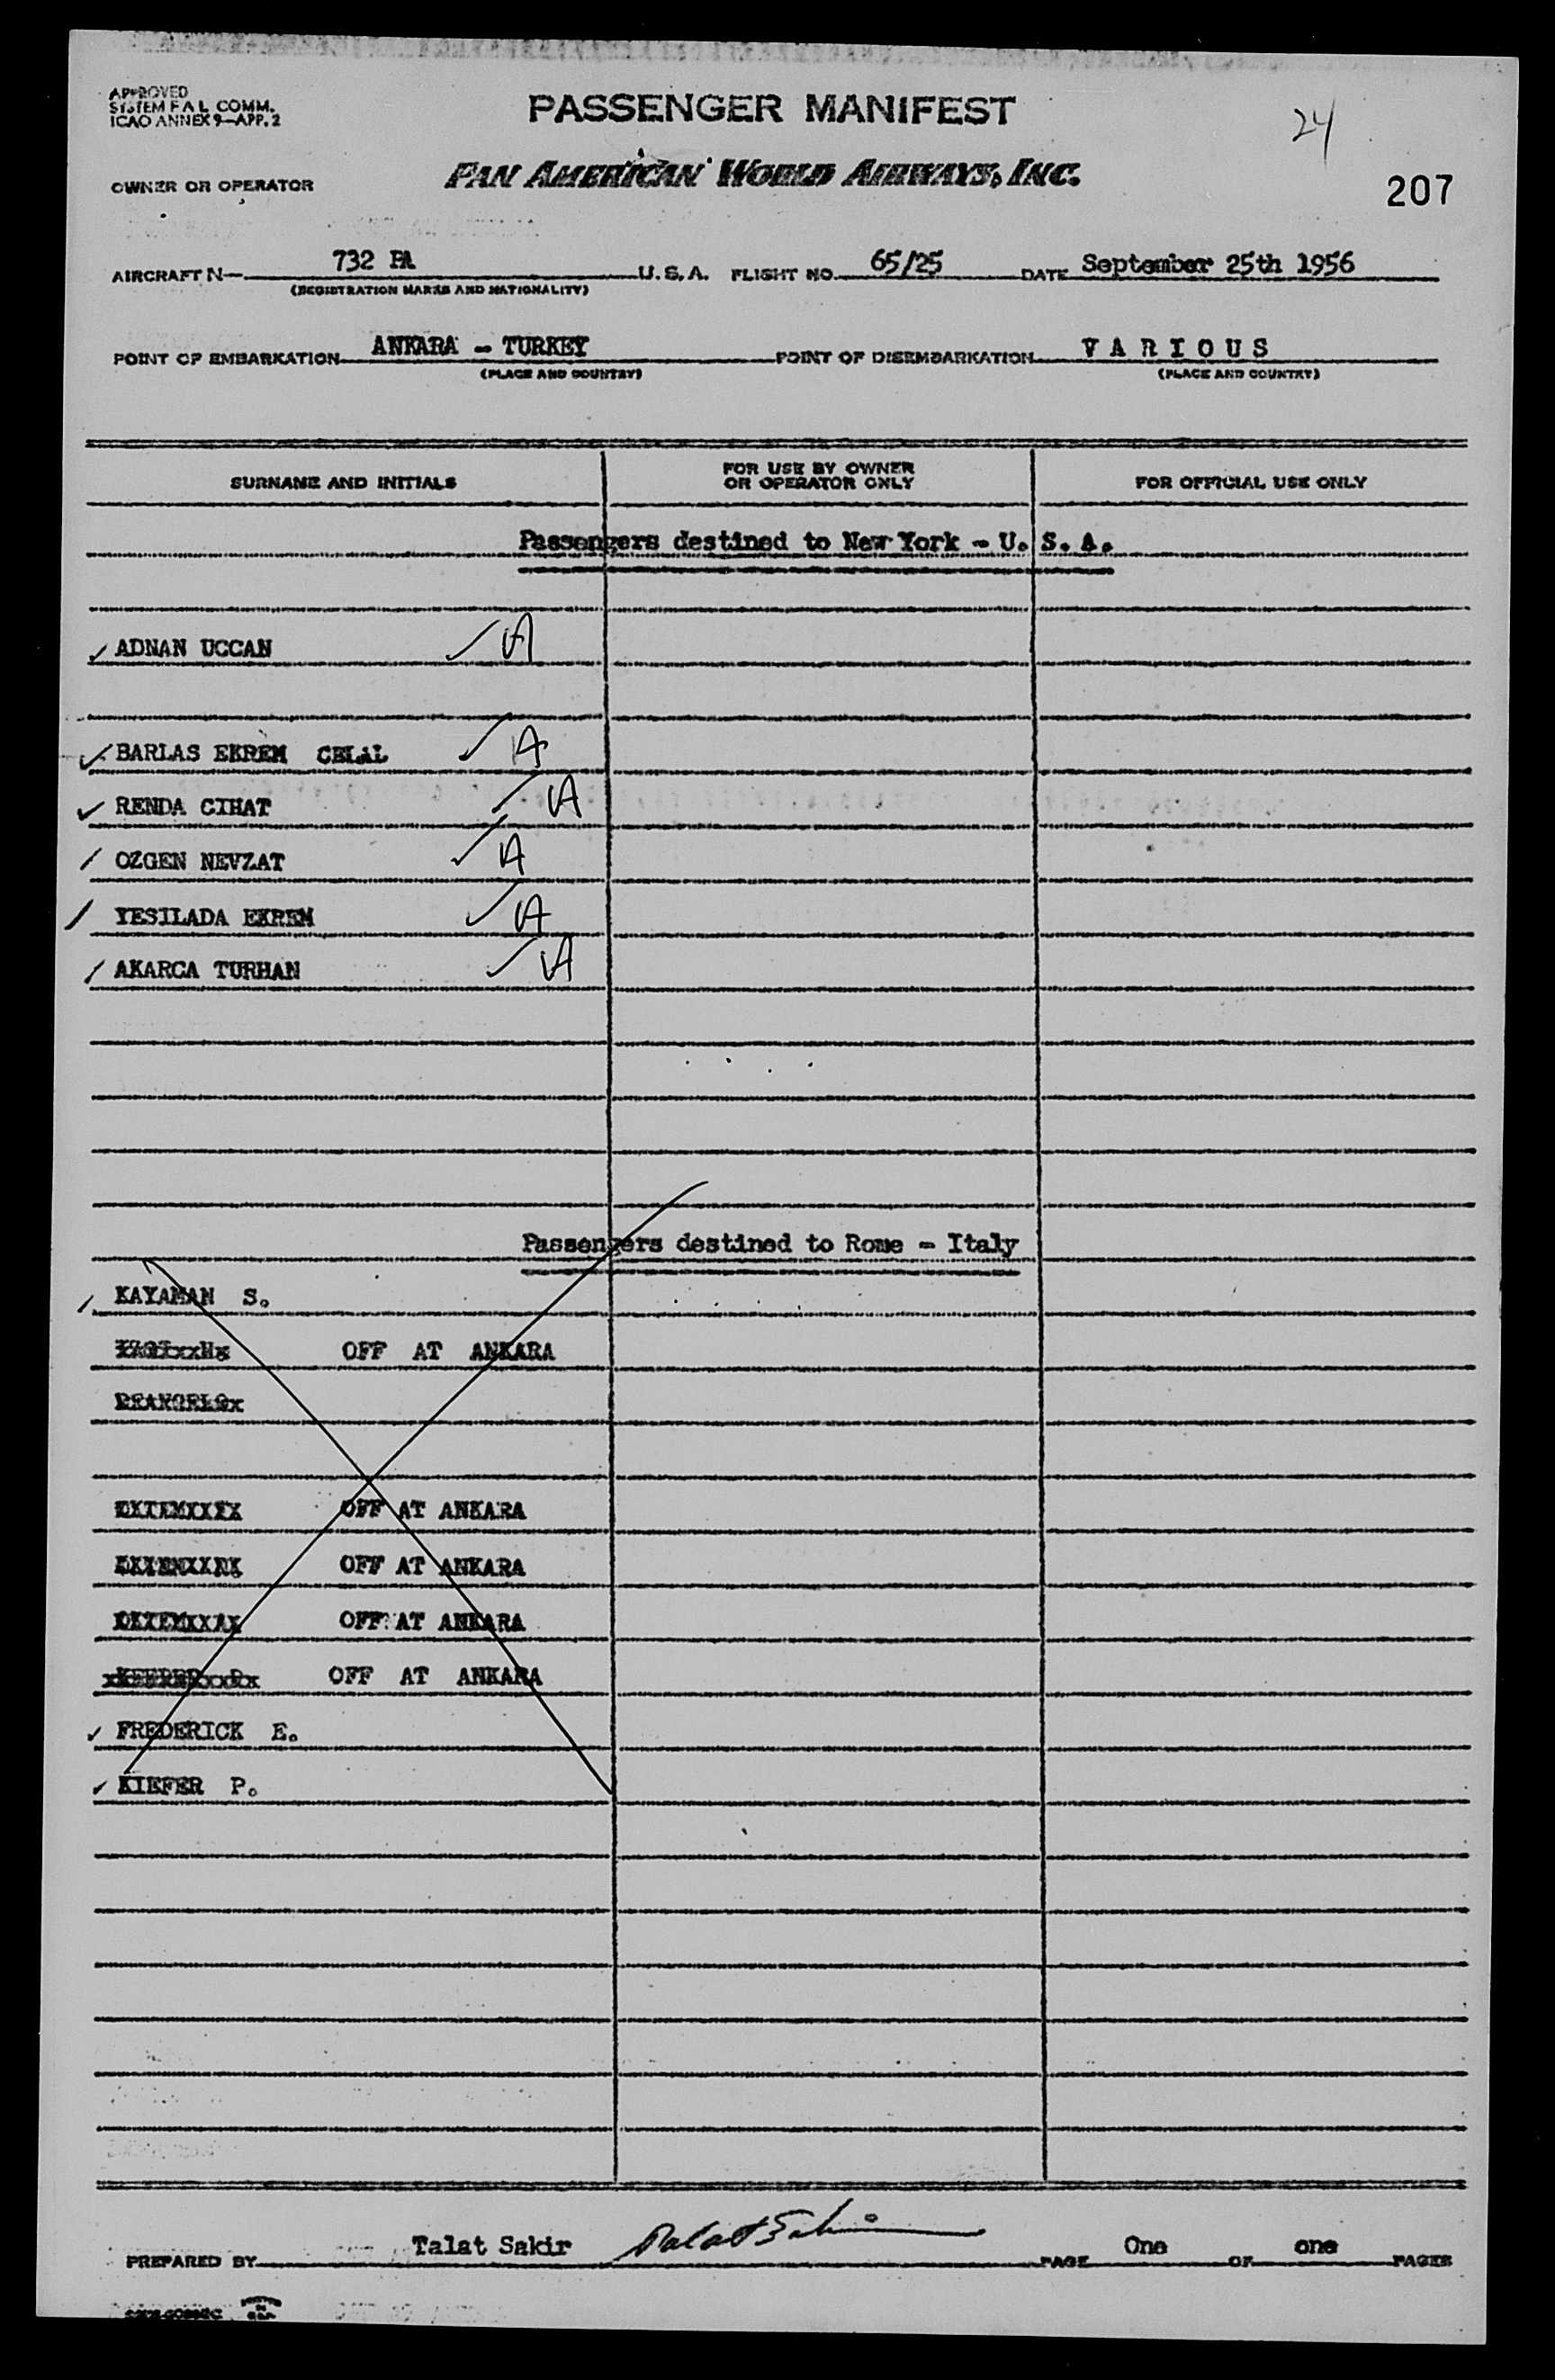 APPROVED
SYSTEM F A L COMM.
ICAO ANNEX 9—APP. 2
PASSENGER MANIFEST
24
OWNER OR OPERATOR
PAN AMERICAN WORLD AIRWAYS, INC.
207
AIRCRAFT N— 732 PA U.S.A. FLIGHT NO. 65/25 DATE September 25th 1956
(REGISTRATION MARKS AND NATIONALITY)
POINT OF EMBARKATION ANKARA - TURKEY POINT OF DISEMBARKATION VARIOUS
(PLACE AND COUNTRY) (PLACE AND COUNTRY)
SURNAME AND INITIALS FOR USE BY OWNER OR OPERATOR ONLY FOR OFFICIAL USE ONLY
Passengers destined to New York - U. S. A.
ADNAN UCCAN
BARLAS EKREM CELAL
RENDA CIHAT
OZGEN NEVZAT
YESILADA EKREM
AKARCA TURHAN
Passengers destined to Rome - Italy
KAYAMAN S.
OFF AT ANKARA
OFF AT ANKARA
OFF AT ANKARA
OFF AT ANKARA
OFF AT ANKARA
FREDERICK E.
KIEFER P.
PREPARED BY Talat Sakir Talat Sakir PAGE One OF one PAGES